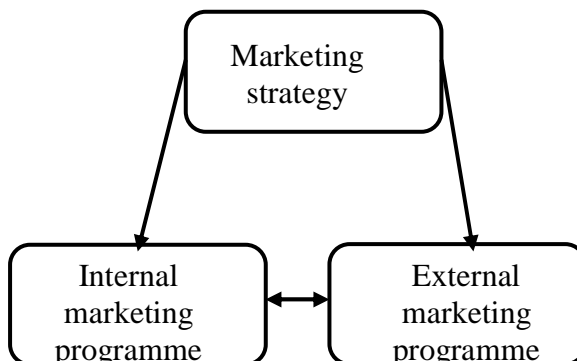 Marketing
strategy
Internal
marketing
programme
External
marketing
programme